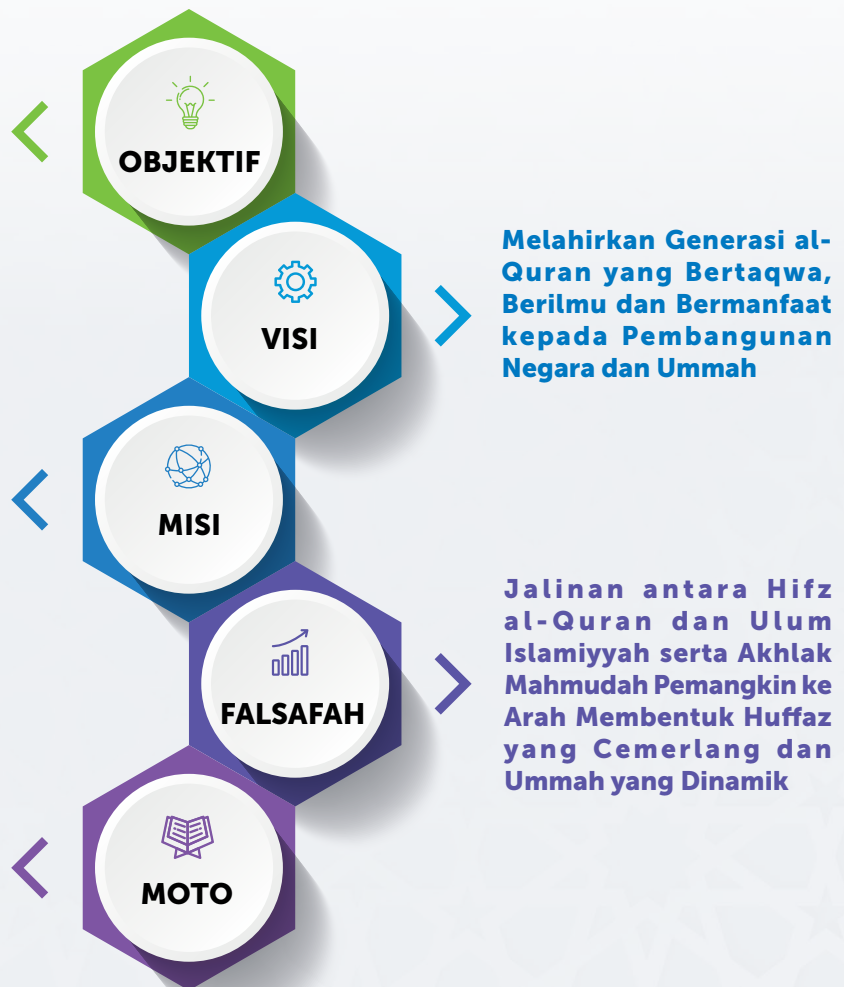 OBJEKTIF
VISI
Melahirkan Generasi al-
Quran yang Bertaqwa,
Berilmu dan Bermanfaat
kepada Pembangunan
Negara dan Ummah
MISI
FALSAFAH
Jalinan antara Hifz
al-Quran dan Ulum
Islamiyyah serta Akhlak
Mahmudah Pemangkin ke
Arah Membentuk Huffaz
yang Cemerlang dan
Ummah yang Dinamik
MOTO